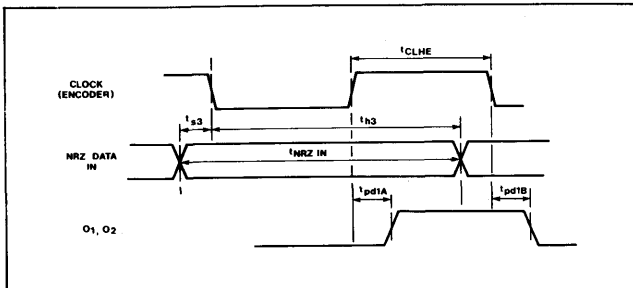 tCLHE
CLOCK
(ENCODER)
ts3
th3
NRZ DATA
IN
tNRZ IN
tpd1A
tpd1B
O1, O2